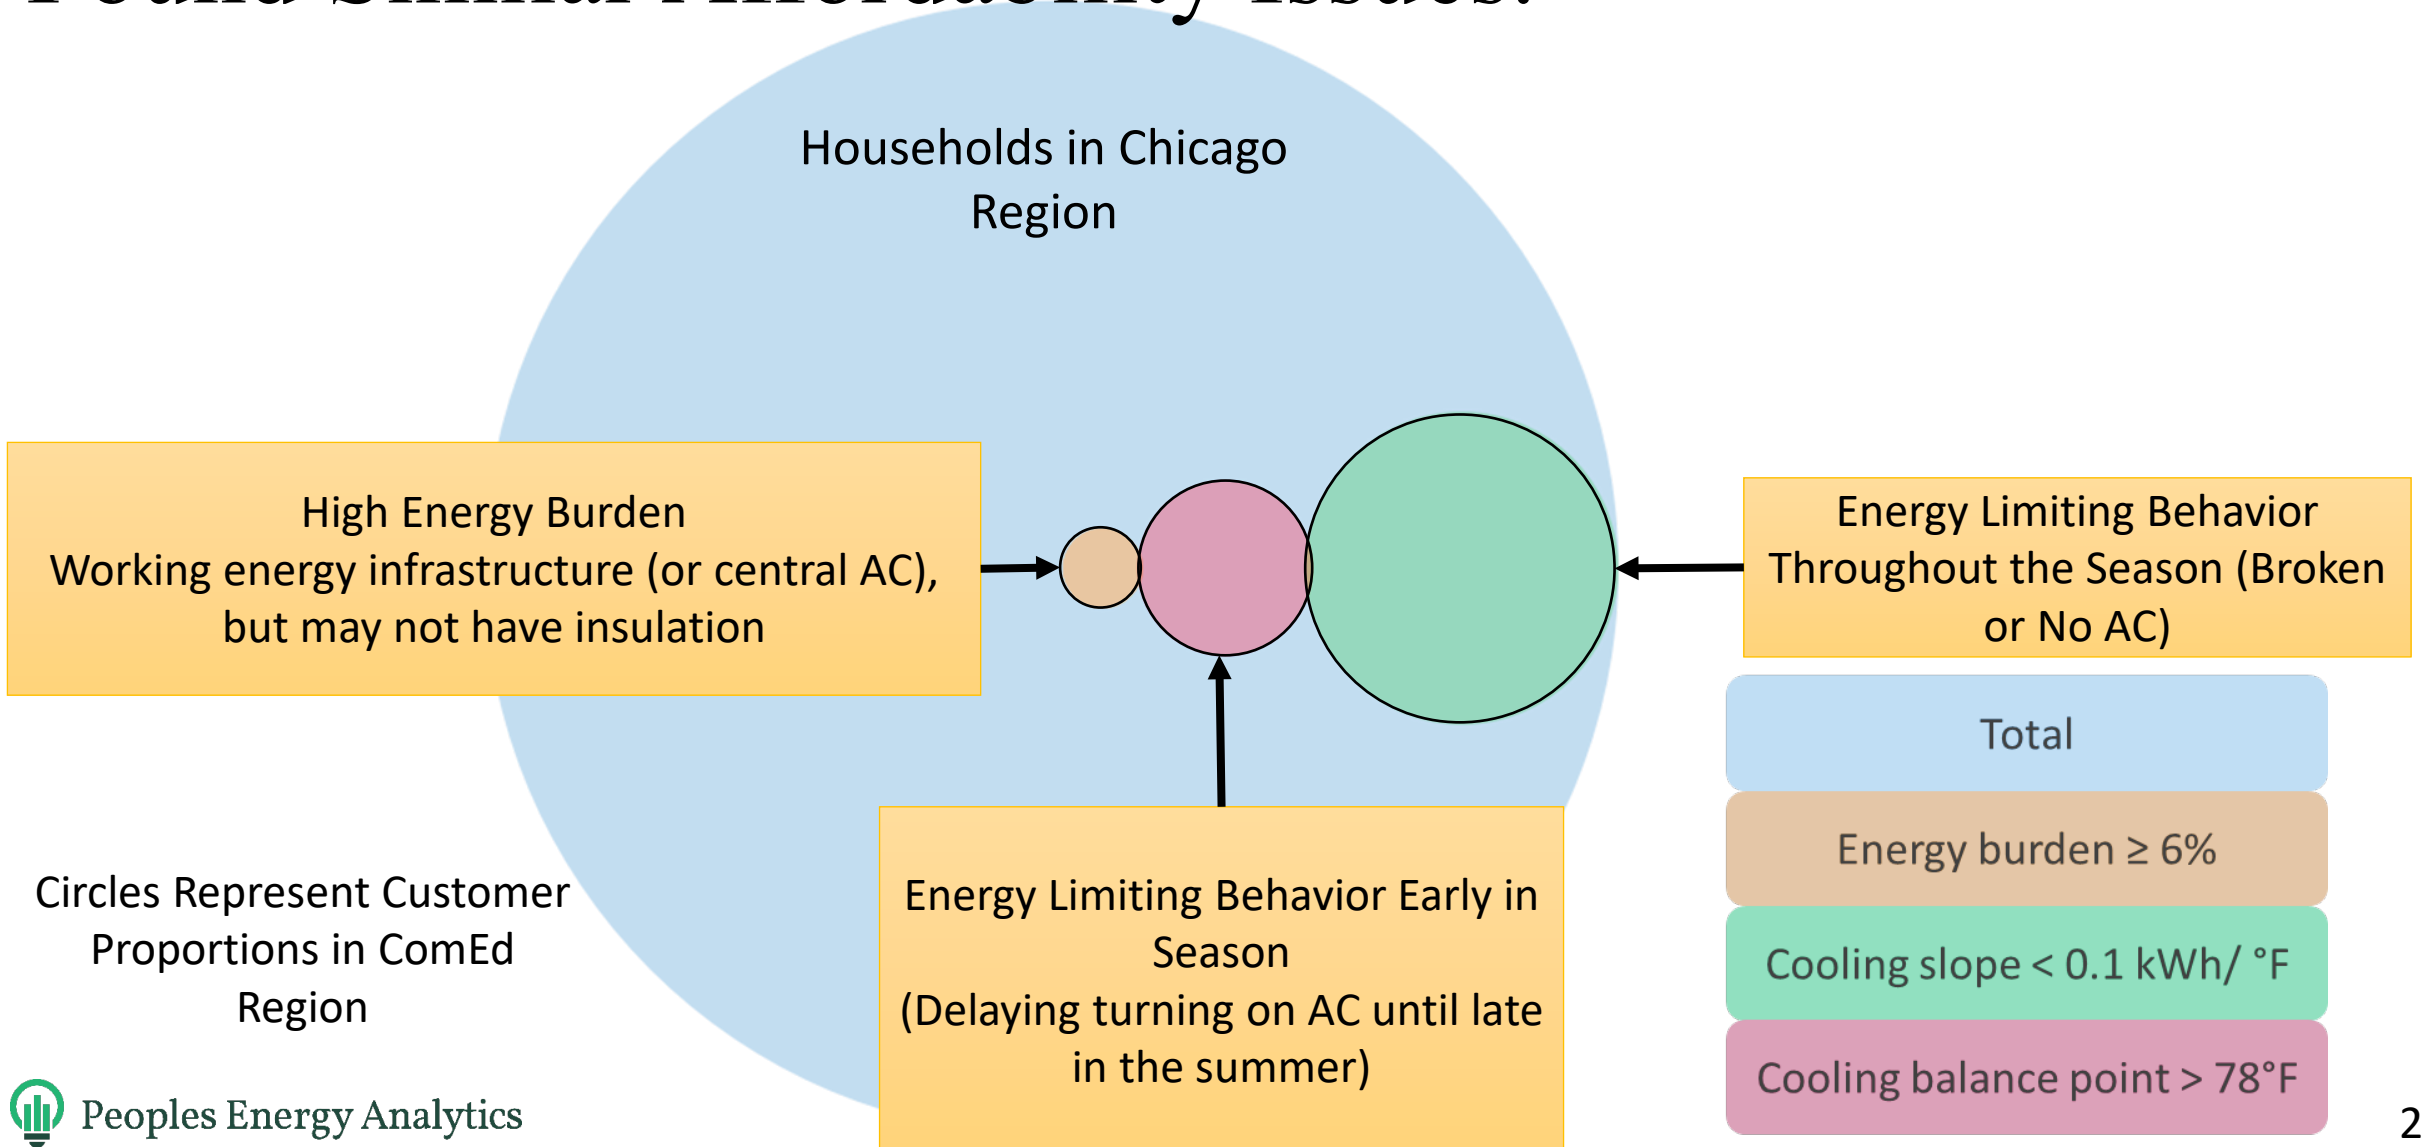 Households in Chicago
Region
High Energy Burden
Working energy infrastructure (or central AC),
but may not have insulation
Energy Limiting Behavior
Throughout the Season (Broken
or No AC)
Total
Energy burden ≥ 6%
Cooling slope < 0.1 kWh/ °F
Cooling balance point > 78°F
Energy Limiting Behavior Early in
Season
(Delaying turning on AC until late
in the summer)
Circles Represent Customer
Proportions in ComEd
Region
Peoples Energy Analytics
2